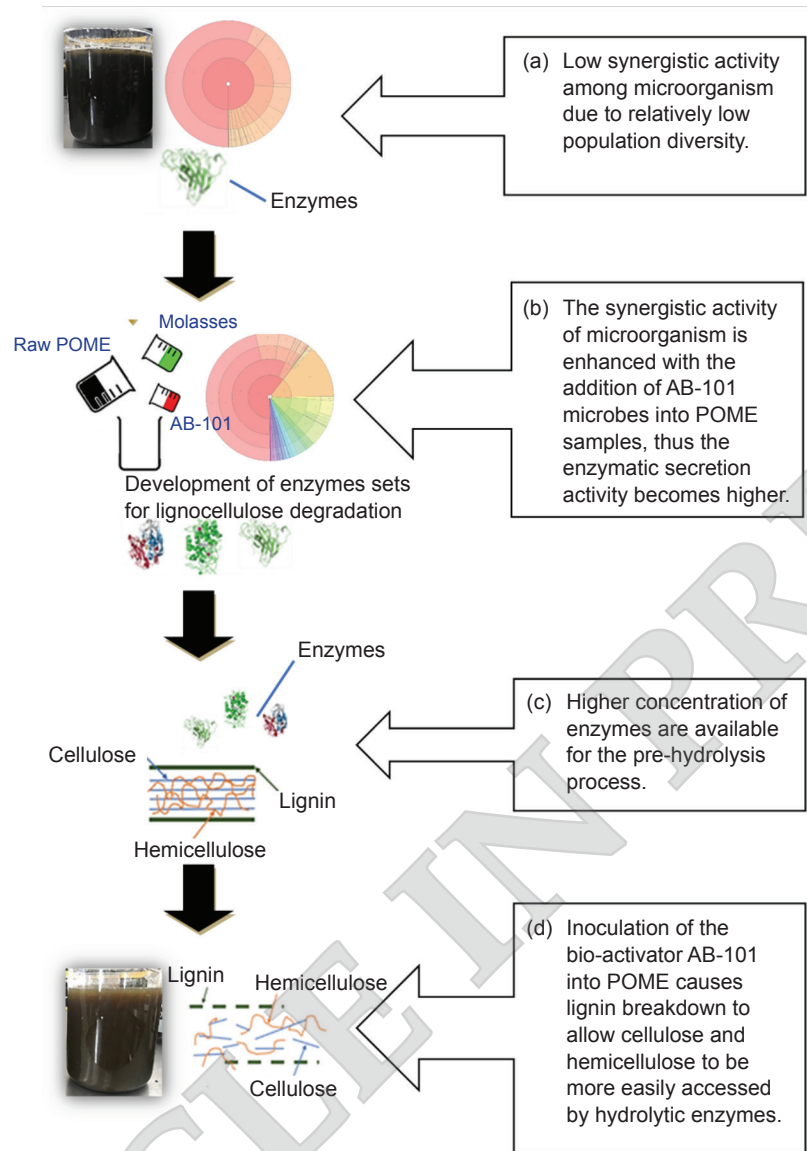 (a) Low synergistic activity
among microorganism
due to relatively low
population diversity.
Enzymes
Molasses
Raw POME
AB-101
Development of enzymes sets
for lignocellulose degradation
(b) The synergistic activity
of microorganism is
enhanced with the
addition of AB-101
microbes into POME
samples, thus the
enzymatic secretion
activity becomes higher.
Enzymes
Cellulose
Lignin
Hemicellulose
(c) Higher concentration of
enzymes are available
for the pre-hydrolysis
process.
Lignin
Hemicellulose
Cellulose
(d) Inoculation of the
bio-activator AB-101
into POME causes
lignin breakdown to
allow cellulose and
hemicellulose to be
more easily accessed
by hydrolytic enzymes.
CLE IN PR